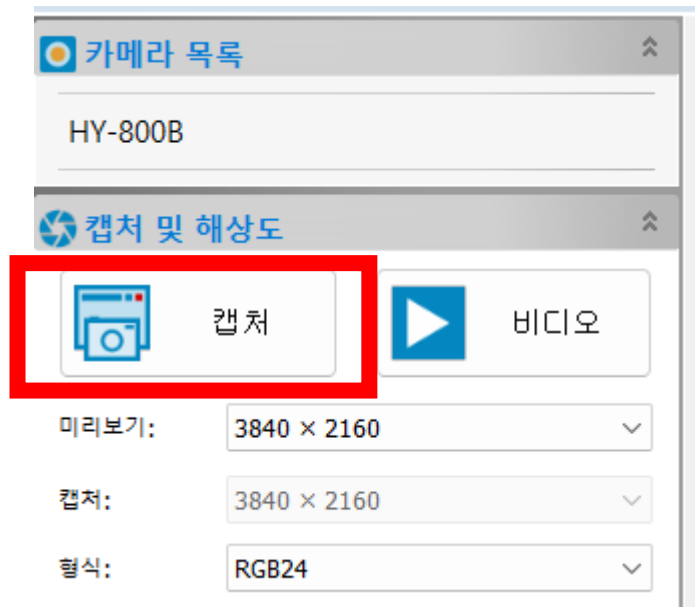 카메라 목록
HY-800B
캡처 및 해상도
캡처 비디오
미리보기: 3840 × 2160
캡처: 3840 × 2160
형식: RGB24